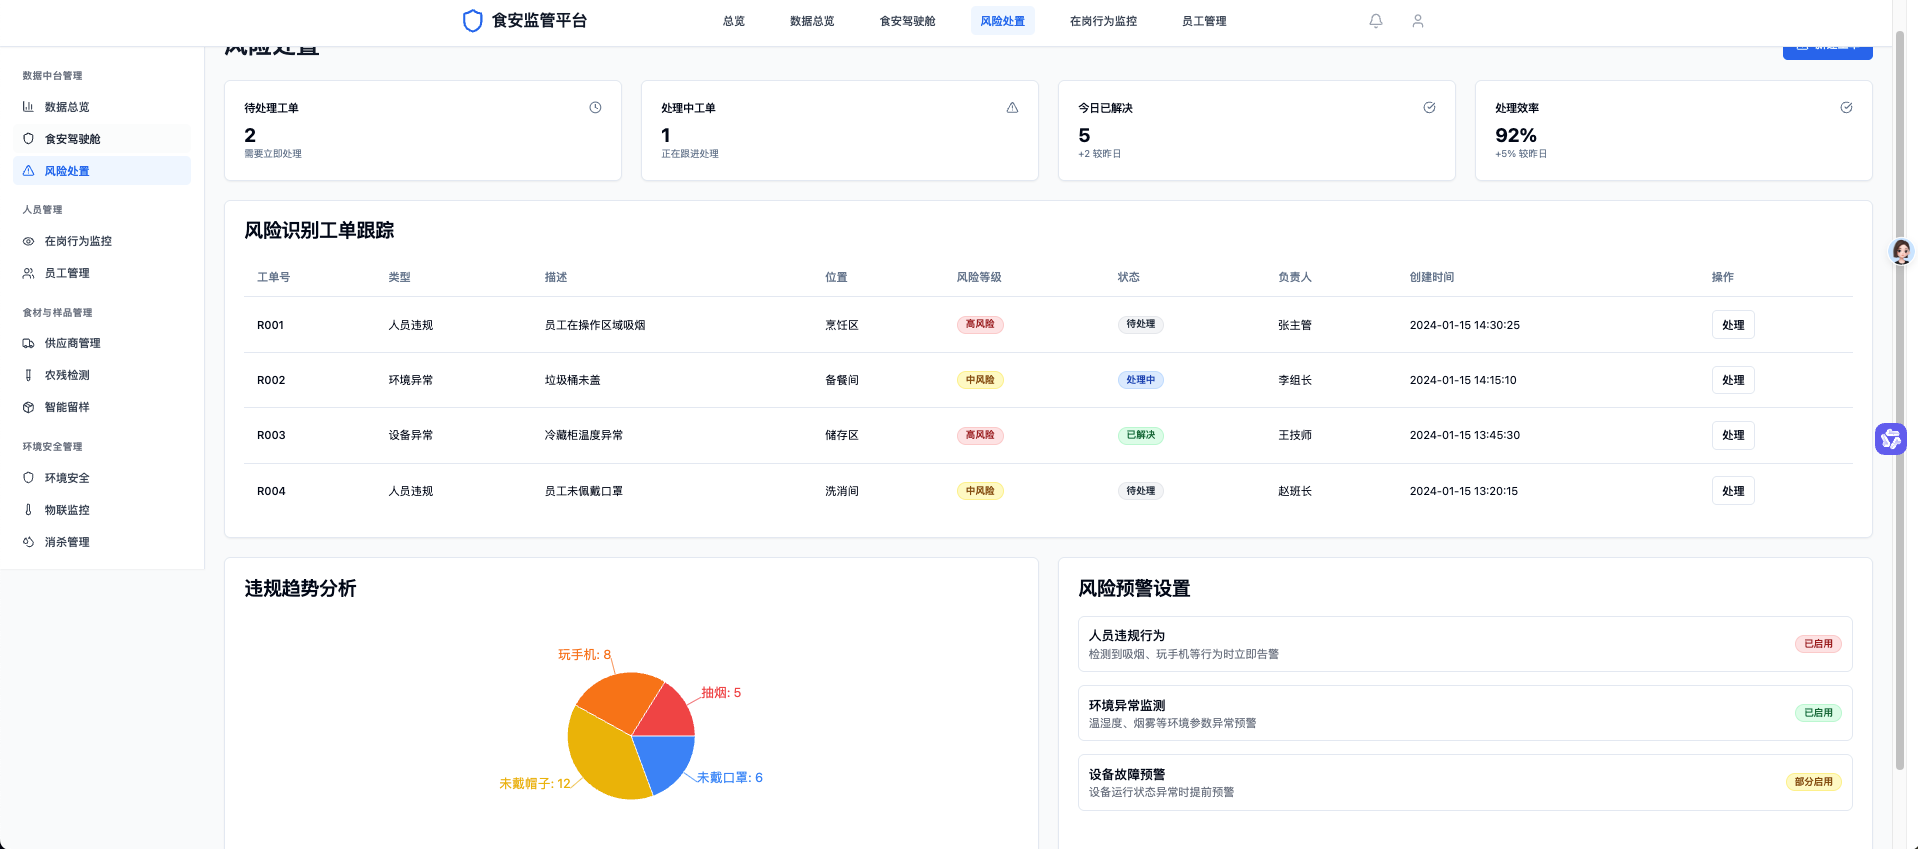 食安监管平台
总览 数据总览 食安驾驶舱 风险处置 在岗行为监控 员工管理
数据中台管理
数据总览
食安驾驶舱
风险处置
人员管理
在岗行为监控
员工管理
食材与样品管理
供应商管理
农残检测
智能留样
环境安全管理
环境安全
物联监控
消杀管理
风险处置
待处理工单
2
需要立即处理
处理中工单
1
正在跟进处理
今日已解决
5
+2 较昨日
处理效率
92%
+5% 较昨日
风险识别工单跟踪
工单号 类型 描述 位置 风险等级 状态 负责人 创建时间 操作
R001 人员违规 员工在操作区域吸烟 烹饪区 高风险 待处理 张主管 2024-01-15 14:30:25 处理
R002 环境异常 垃圾桶未盖 备餐间 中风险 处理中 李组长 2024-01-15 14:15:10 处理
R003 设备异常 冷藏柜温度异常 储存区 高风险 已解决 王技师 2024-01-15 13:45:30 处理
R004 人员违规 员工未佩戴口罩 洗消间 中风险 待处理 赵班长 2024-01-15 13:20:15 处理
违规趋势分析
玩手机: 8
抽烟: 5
未戴帽子: 12
未戴口罩: 6
风险预警设置
人员违规行为
检测到吸烟、玩手机等行为时立即告警
已启用
环境异常监测
温湿度、烟雾等环境参数异常预警
已启用
设备故障预警
设备运行状态异常时提前预警
部分启用